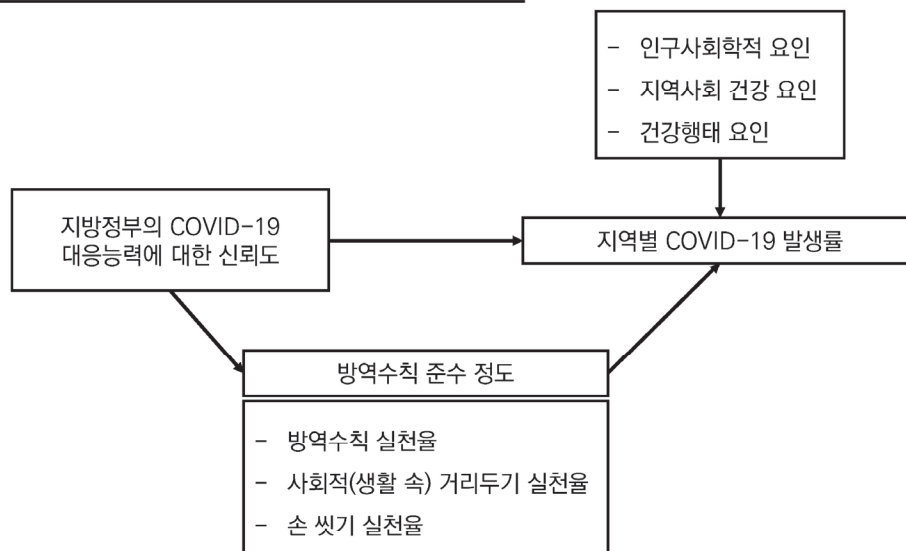 - 인구사회학적 요인
- 지역사회 건강 요인
- 건강행태 요인
지방정부의 COVID-19
대응능력에 대한 신뢰도
지역별 COVID-19 발생률
방역수칙 준수 정도
- 방역수칙 실천율
- 사회적(생활 속) 거리두기 실천율
- 손 씻기 실천율